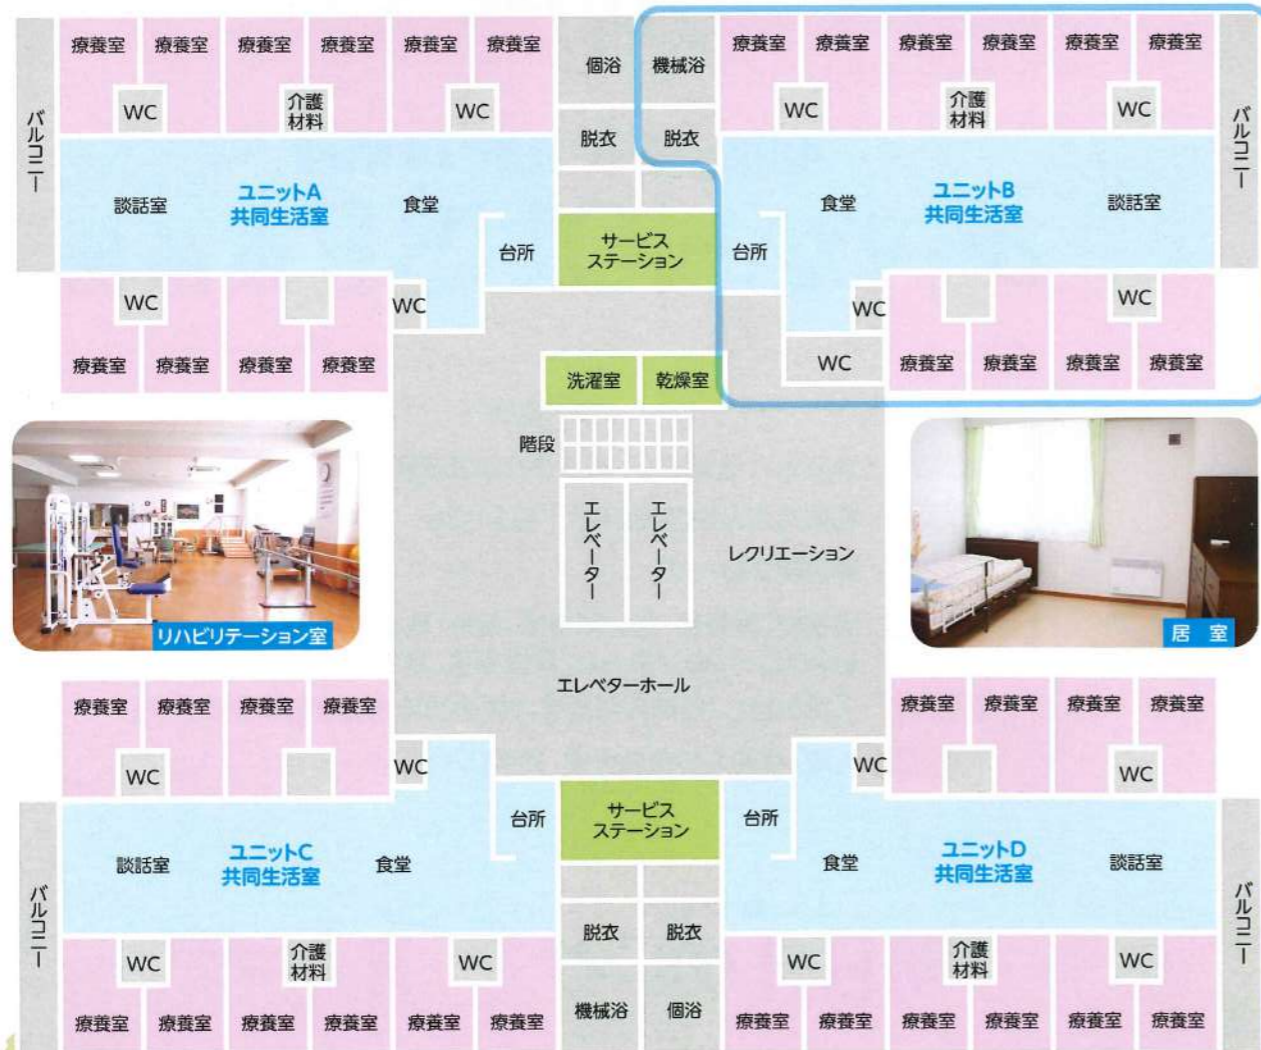 療養室 療養室 療養室 療養室 療養室 療養室 個浴 機械浴 療養室 療養室 療養室 療養室 療養室 療養室
WC 介護 WC WC 介護 WC
材料 材料
バルコニー 脱衣 脱衣 バルコニー
談話室 ユニットA 食堂 食堂 ユニットB 談話室
共同生活室 共同生活室
台所 サービス 台所
ステーション
WC WC WC WC
療養室 療養室 療養室 療養室 WC 療養室 療養室 療養室 療養室
洗濯室 乾燥室
階段
エレベーター エレベーター レクリエーション
リハビリテーション室 居 室
エレベターホール
療養室 療養室 療養室 療養室 療養室 療養室 療養室 療養室
WC WC WC WC
台所 サービス 台所
ステーション
談話室 ユニットC 食堂 食堂 ユニットD 談話室
共同生活室 共同生活室
バルコニー 脱衣 脱衣 バルコニー
WC 介護 WC WC 介護 WC
材料 材料
療養室 療養室 療養室 療養室 療養室 療養室 機械浴 個浴 療養室 療養室 療養室 療養室 療養室 療養室